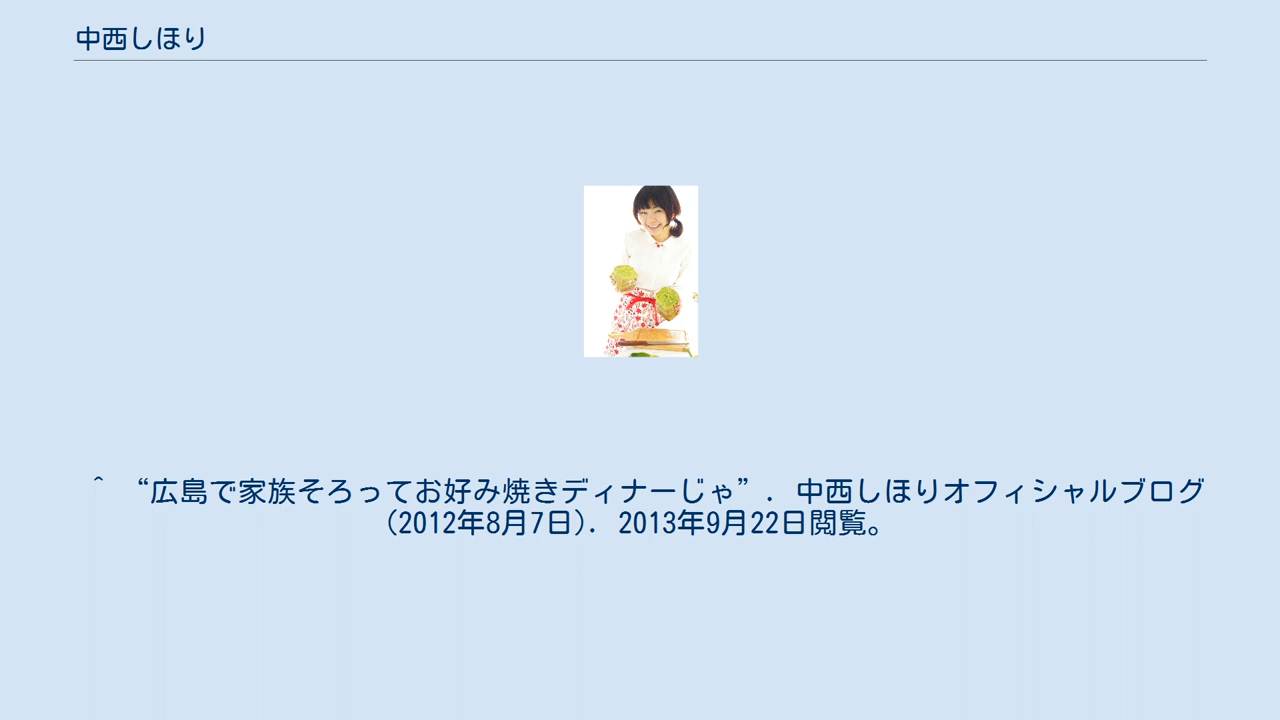 中西しほり
^ “広島で家族そろってお好み焼きディナーじゃ”. 中西しほりオフィシャルブログ
(2012年8月7日). 2013年9月22日閲覧。